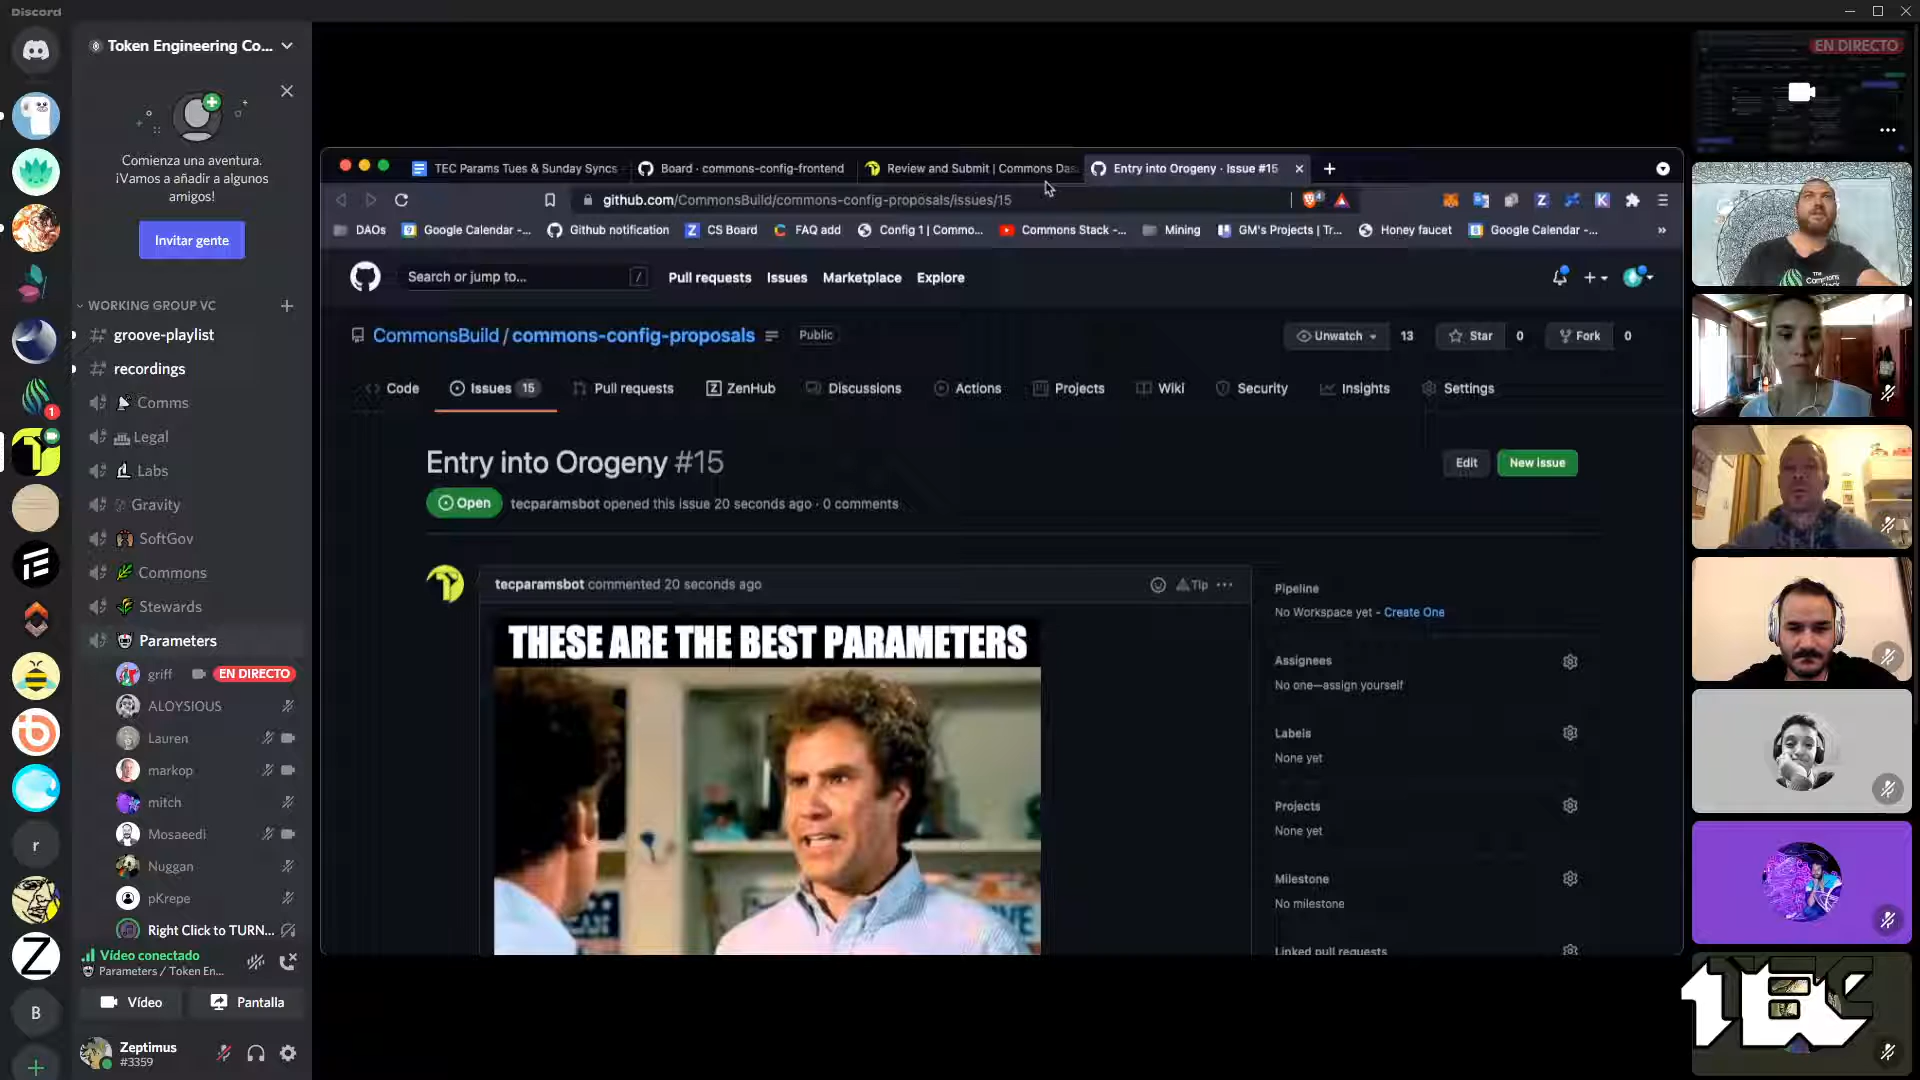 Discord
Token Engineering Co...
Comienza una aventura.
¡Vamos a añadir a algunos
amigos!
Invitar gente
WORKING GROUP VC
groove-playlist
recordings
Comms
Legal
1
Labs
Gravity
SoftGov
Commons
Stewards
Parameters
griff EN DIRECTO
ALOYSIOUS
Lauren
markop
mitch
Mosaeedi
r
Nuggan
pKrepe
Right Click to TURN...
Vídeo conectado
Parameters / Token En...
Vídeo Pantalla
B
Zeptimus
#3359
TEC Params Tues & Sunday Syncs
Board · commons-config-frontend
Review and Submit | Commons Das
Entry into Orogeny · Issue #15
github.com/CommonsBuild/commons-config-proposals/issues/15
DAOs Google Calendar -... Github notification CS Board FAQ add Config 1 | Commo... Commons Stack -... Mining GM's Projects | Tr... Honey faucet Google Calendar -... »
Search or jump to... / Pull requests Issues Marketplace Explore
CommonsBuild / commons-config-proposals Public Unwatch 13 Star 0 Fork 0
Code Issues 15 Pull requests ZenHub Discussions Actions Projects Wiki Security Insights Settings
Entry into Orogeny #15 Edit New issue
Open tecparamsbot opened this issue 20 seconds ago · 0 comments
tecparamsbot commented 20 seconds ago Tip ...
THESE ARE THE BEST PARAMETERS
Pipeline
No Workspace yet - Create One
Assignees
No one—assign yourself
Labels
None yet
Projects
None yet
Milestone
No milestone
Linked pull requests
EN DIRECTO
The
Commons
TEC